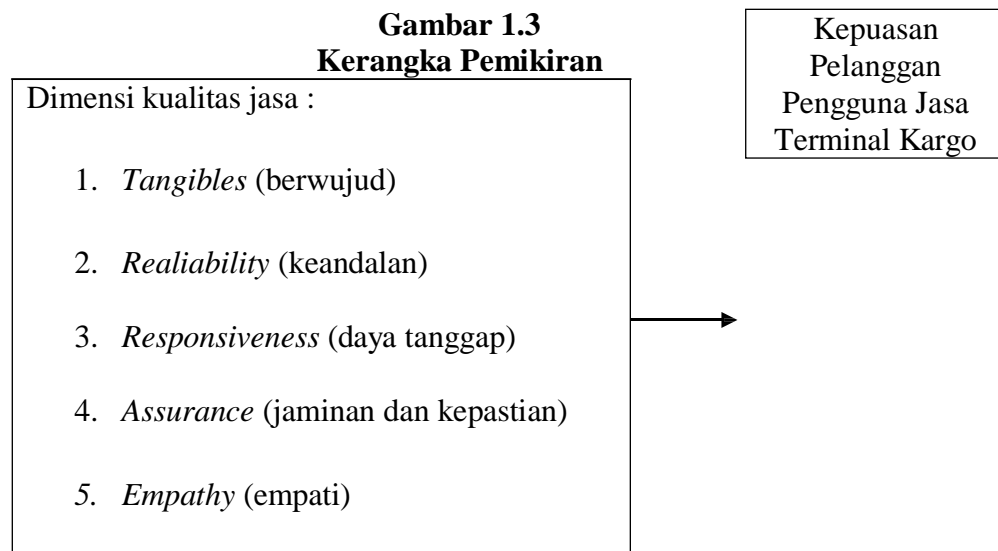 Gambar 1.3
Kerangka Pemikiran
Dimensi kualitas jasa :
1. Tangibles (berwujud)
2. Realiability (keandalan)
3. Responsiveness (daya tanggap)
4. Assurance (jaminan dan kepastian)
5. Empathy (empati)
Kepuasan
Pelanggan
Pengguna Jasa
Terminal Kargo